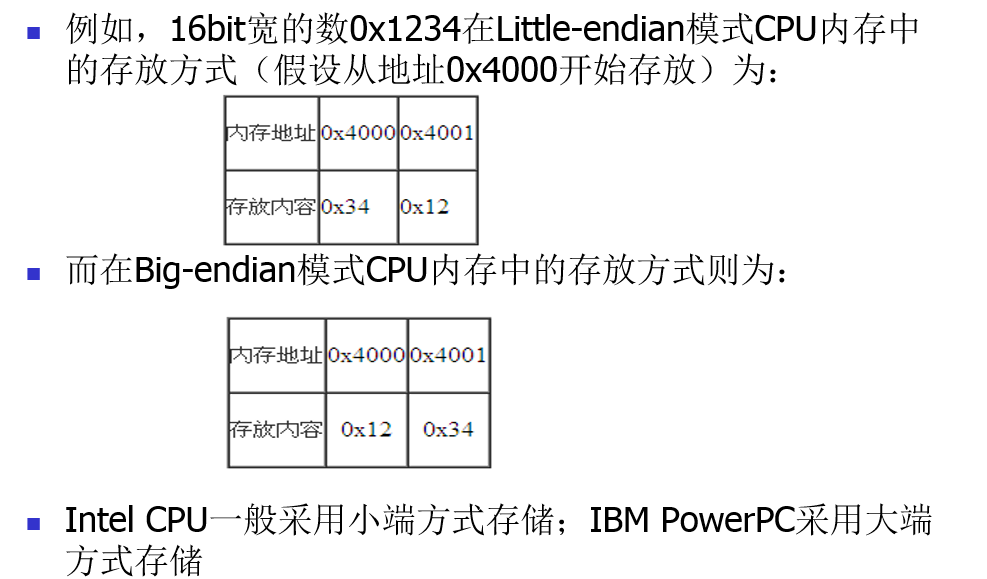 例如，16bit宽的数0x1234在Little-endian模式CPU内存中
的存放方式（假设从地址0x4000开始存放）为：
内存地址 0x4000 0x4001
存放内容 0x34 0x12
而在Big-endian模式CPU内存中的存放方式则为：
内存地址 0x4000 0x4001
存放内容 0x12 0x34
Intel CPU一般采用小端方式存储；IBM PowerPC采用大端
方式存储